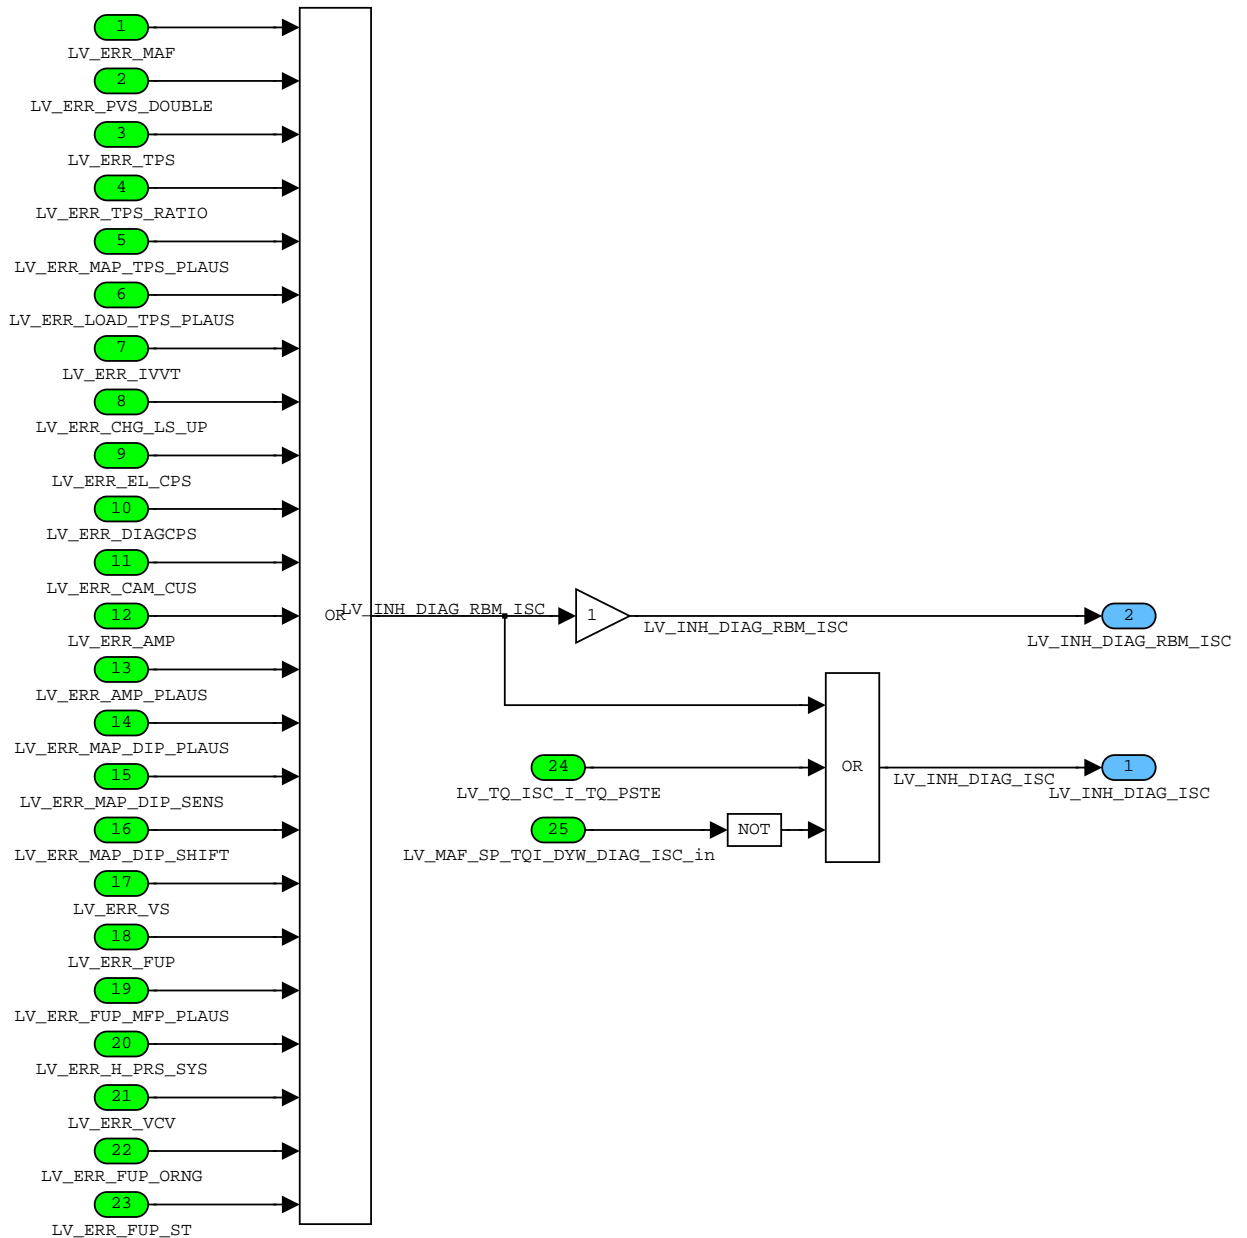 1
LV_ERR_MAF
2
LV_ERR_PVS_DOUBLE
3
LV_ERR_TPS
4
LV_ERR_TPS_RATIO
5
LV_ERR_MAP_TPS_PLAUS
6
LV_ERR_LOAD_TPS_PLAUS
7
LV_ERR_IVVT
8
LV_ERR_CHG_LS_UP
9
LV_ERR_EL_CPS
10
LV_ERR_DIAGCPS
11
LV_ERR_CAM_CUS
12
LV_ERR_AMP
13
LV_ERR_AMP_PLAUS
14
LV_ERR_MAP_DIP_PLAUS
15
LV_ERR_MAP_DIP_SENS
16
LV_ERR_MAP_DIP_SHIFT
17
LV_ERR_VS
18
LV_ERR_FUP
19
LV_ERR_FUP_MFP_PLAUS
20
LV_ERR_H_PRS_SYS
21
LV_ERR_VCV
22
LV_ERR_FUP_ORNG
23
LV_ERR_FUP_ST
OR
LV_INH_DIAG_RBM_ISC
1
LV_INH_DIAG_RBM_ISC
2
LV_INH_DIAG_RBM_ISC
24
LV_TQ_ISC_I_TQ_PSTE
25
LV_MAF_SP_TQI_DYW_DIAG_ISC_in
NOT
OR
LV_INH_DIAG_ISC
1
LV_INH_DIAG_ISC